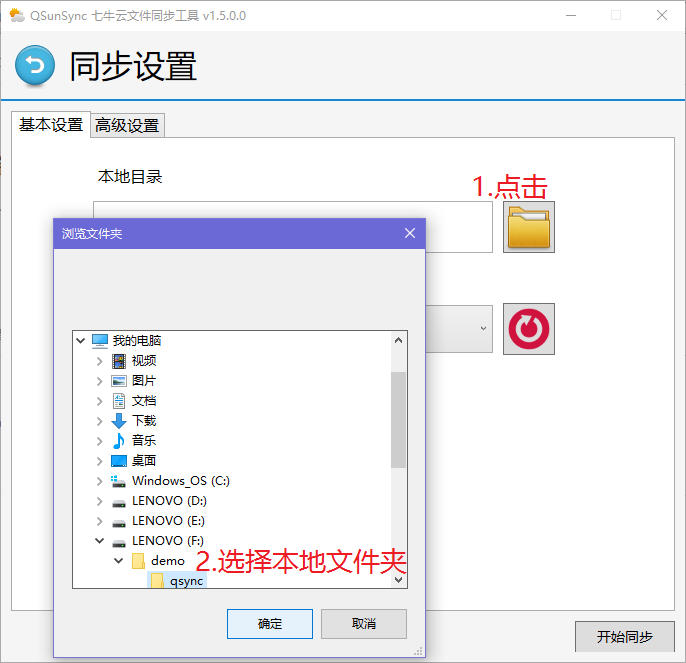 QSunSync 七牛云文件同步工具 v1.5.0.0
同步设置
基本设置
高级设置
本地目录
1.点击
浏览文件夹
我的电脑
视频
图片
文档
下载
音乐
桌面
Windows_OS (C:)
LENOVO (D:)
LENOVO (E:)
LENOVO (F:)
demo
2.选择本地文件夹
qsync
确定
取消
开始同步